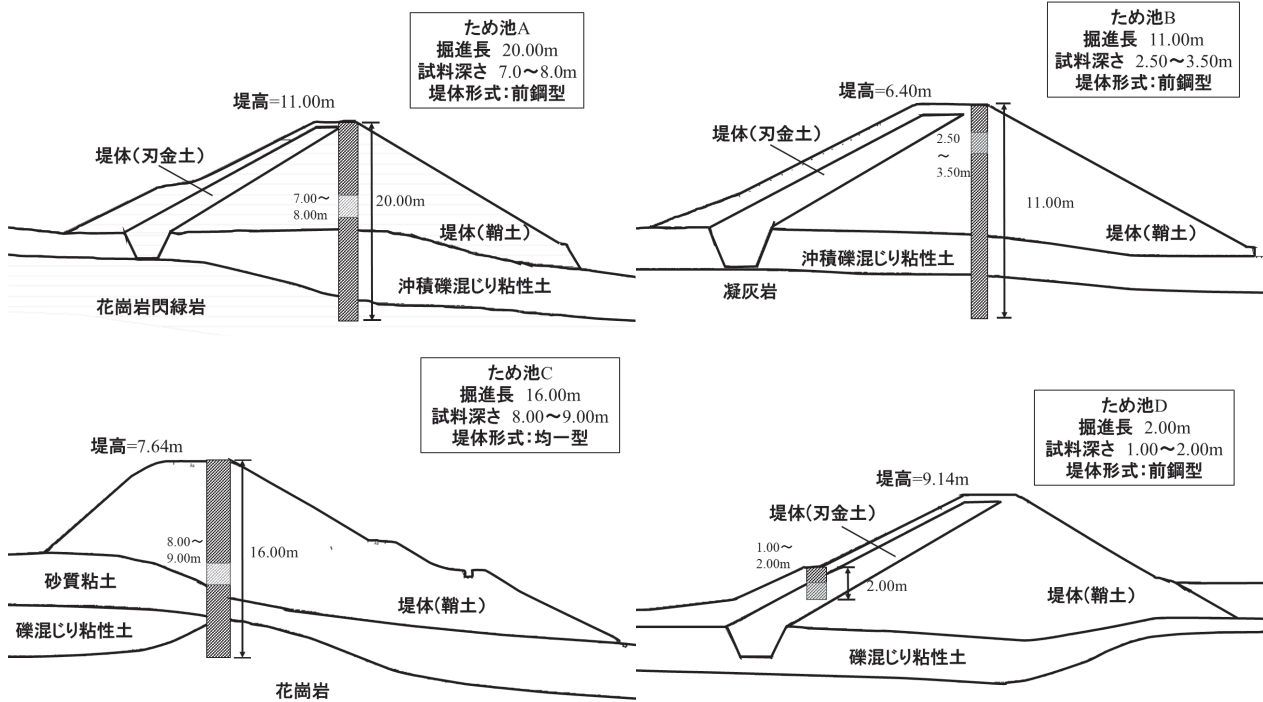 ため池A
掘進長 20.00m
試料深さ 7.0～8.0m
堤体形式：前鋼型
堤高=11.00m
堤体（刃金土）
7.00～
8.00m
20.00m
堤体（鞘土）
沖積礫混じり粘性土
花崗岩閃緑岩
ため池B
掘進長 11.00m
試料深さ 2.50～3.50m
堤体形式：前鋼型
堤高=6.40m
堤体（刃金土）
2.50
～
3.50m
11.00m
堤体（鞘土）
沖積礫混じり粘性土
凝灰岩
ため池C
掘進長 16.00m
試料深さ 8.00～9.00m
堤体形式：均一型
堤高=7.64m
8.00～
9.00m
16.00m
砂質粘土
堤体（鞘土）
礫混じり粘性土
花崗岩
ため池D
掘進長 2.00m
試料深さ 1.00～2.00m
堤体形式：前鋼型
堤高=9.14m
堤体（刃金土）
1.00～
2.00m
2.00m
堤体（鞘土）
礫混じり粘性土